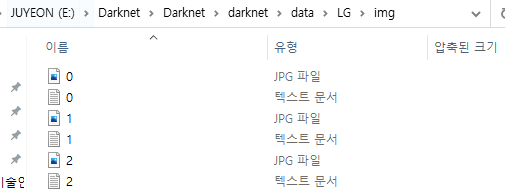 JUYEON (E:) > Darknet > Darknet > darknet > data > LG > img
이름 유형 압축된 크기
0 JPG 파일
0 텍스트 문서
1 JPG 파일
1 텍스트 문서
2 JPG 파일
기술인
2 텍스트 문서